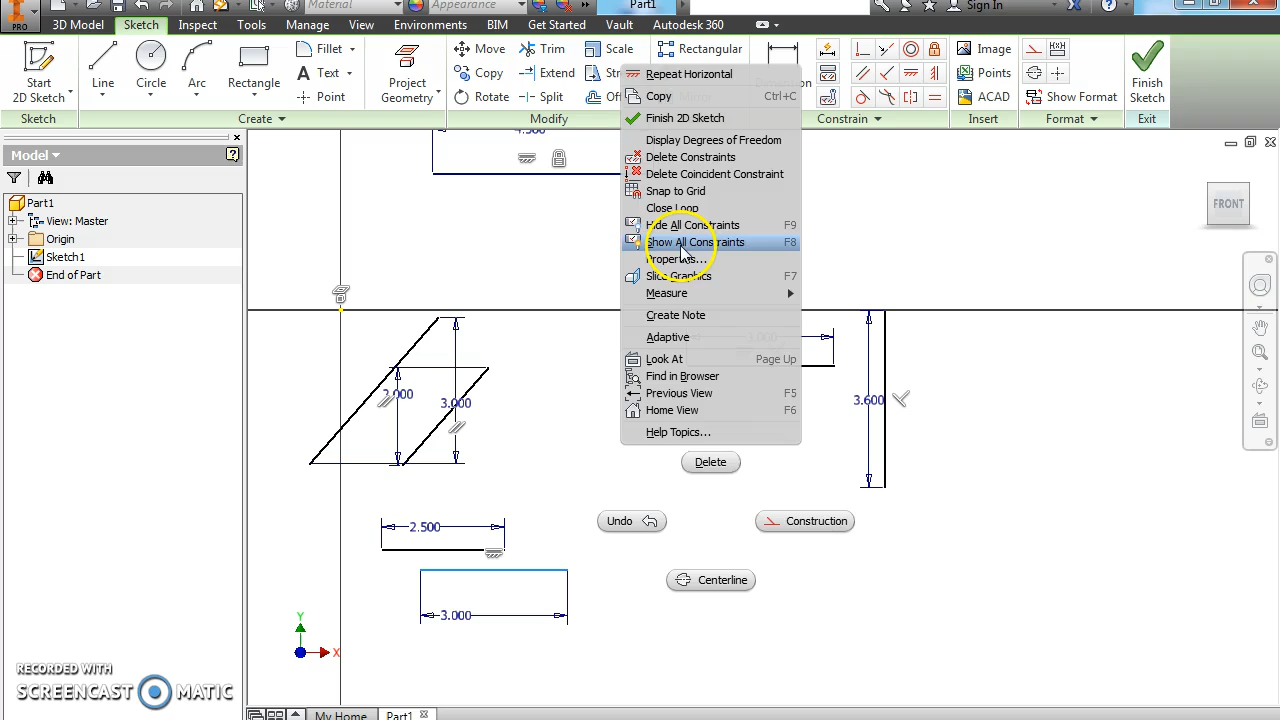 Material
Appearance
Part1
Sign In
PRO
3D Model
Sketch
Inspect
Tools
Manage
View
Environments
BIM
Get Started
Vault
Autodesk 360
Start
2D Sketch
Line
Circle
Arc
Rectangle
Fillet
Text
Point
Project
Geometry
Move
Copy
Rotate
Trim
Extend
Split
Scale
Rectangular
Image
Points
ACAD
Show Format
Finish
Sketch
Sketch
Create
Modify
Constrain
Insert
Format
Exit
Model
Part1
View: Master
Origin
Sketch1
End of Part
Repeat Horizontal
Copy Ctrl+C
Finish 2D Sketch
Display Degrees of Freedom
Delete Constraints
Delete Coincident Constraint
Snap to Grid
Close Loop
Hide All Constraints F9
Show All Constraints F8
Properties...
Slice Graphics F7
Measure
Create Note
Adaptive
Look At Page Up
Find in Browser
Previous View F5
Home View F6
Help Topics...
Delete
Undo
Construction
Centerline
FRONT
3.000
3.600
2.500
3.000
Y
X
RECORDED WITH
SCREENCAST MATIC
My Home
Part1